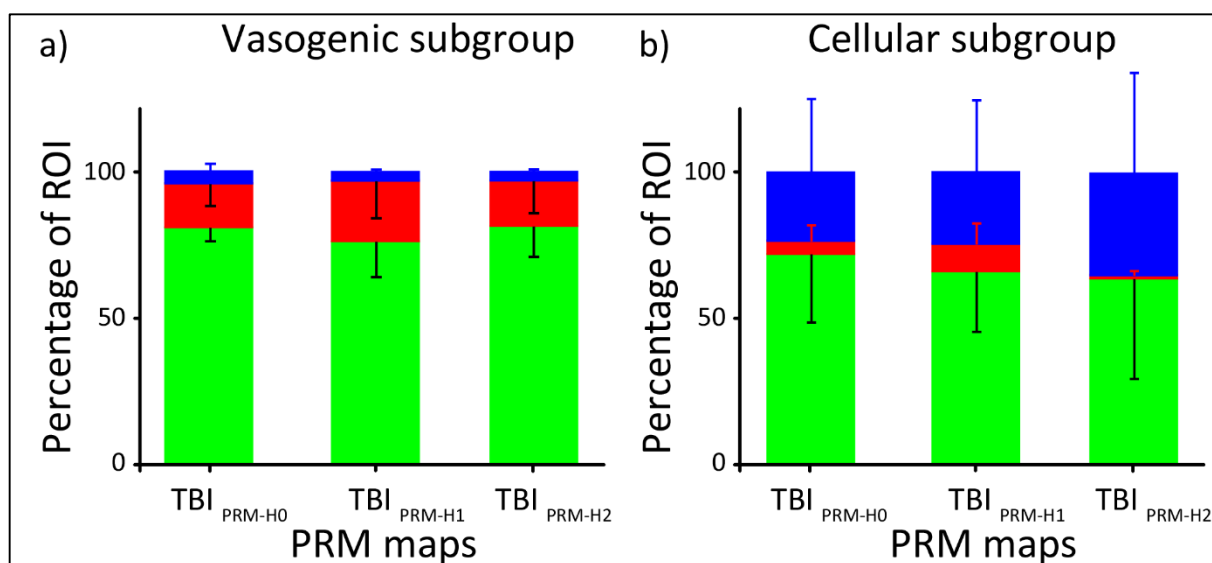 a) Vasogenic subgroup
Percentage of ROI
100
50
0
TBI PRM-H0 TBI PRM-H1 TBI PRM-H2
PRM maps
b) Cellular subgroup
Percentage of ROI
100
50
0
TBI PRM-H0 TBI PRM-H1 TBI PRM-H2
PRM maps